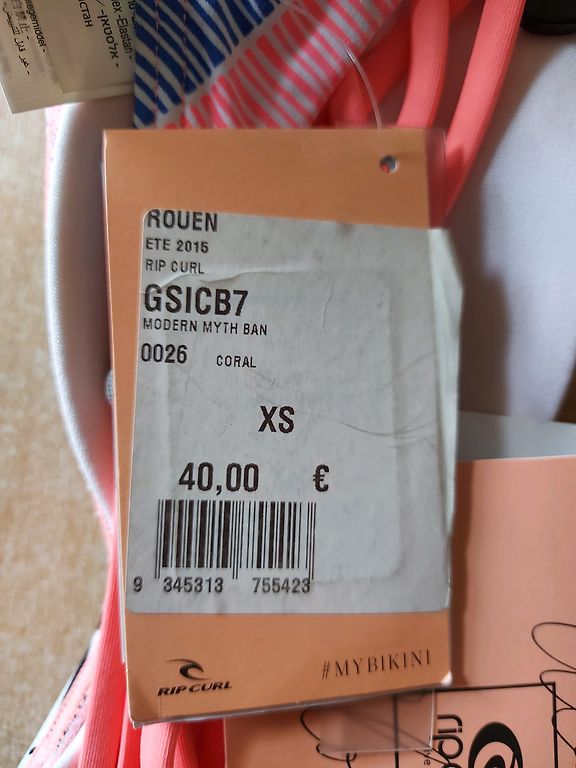 -Elastan-
ROUEN
ETE 2015
RIP CURL
GSICB7
MODERN MYTH BAN
0026 CORAL
XS
40,00 €
9 345313 755423
RIP CURL #MYBIKINI